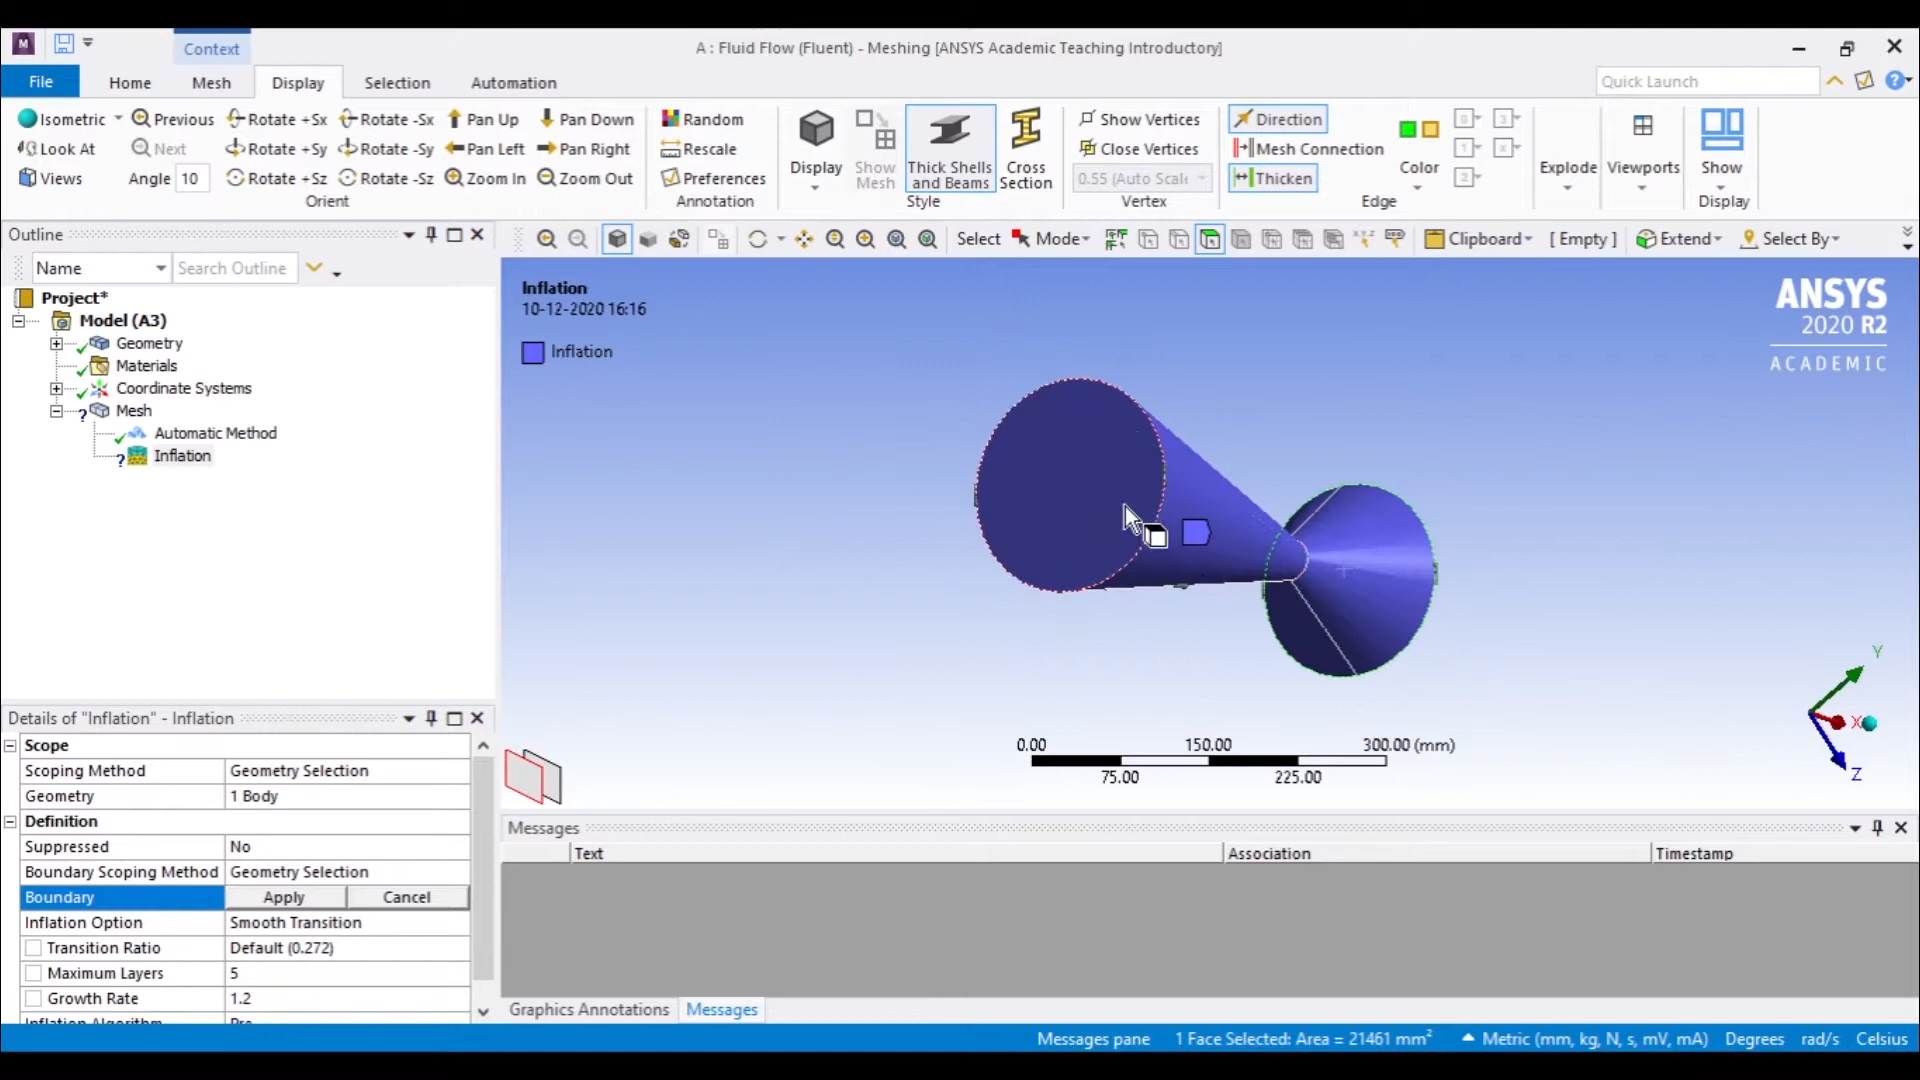 Context
A : Fluid Flow (Fluent) - Meshing [ANSYS Academic Teaching Introductory]
File
Home
Mesh
Display
Selection
Automation
Quick Launch
Isometric
Previous
Rotate +Sx
Rotate -Sx
Pan Up
Pan Down
Look At
Next
Rotate +Sy
Rotate -Sy
Pan Left
Pan Right
Views
Angle 10
Rotate +Sz
Rotate -Sz
Zoom In
Zoom Out
Orient
Random
Rescale
Preferences
Annotation
Display
Show
Mesh
Thick Shells
and Beams
Cross
Section
Style
Show Vertices
Close Vertices
0.55 (Auto Scale
Vertex
Direction
Mesh Connection
Thicken
Color
Edge
Explode
Viewports
Show
Display
Outline
Name
Search Outline
Project*
Model (A3)
Geometry
Materials
Coordinate Systems
Mesh
Automatic Method
Inflation
Select
Mode
Clipboard
[ Empty ]
Extend
Select By
Inflation
10-12-2020 16:16
Inflation
ANSYS
2020 R2
ACADEMIC
0.00
150.00
300.00 (mm)
75.00
225.00
Y
X
Z
Details of "Inflation" - Inflation
Scope
Scoping Method Geometry Selection
Geometry 1 Body
Definition
Suppressed No
Boundary Scoping Method Geometry Selection
Boundary Apply Cancel
Inflation Option Smooth Transition
Transition Ratio Default (0.272)
Maximum Layers 5
Growth Rate 1.2
Inflation Algorithm Pre
Messages
Text Association Timestamp
Graphics Annotations Messages
Messages pane 1 Face Selected: Area = 21461 mm² Metric (mm, kg, N, s, mV, mA) Degrees rad/s Celsius